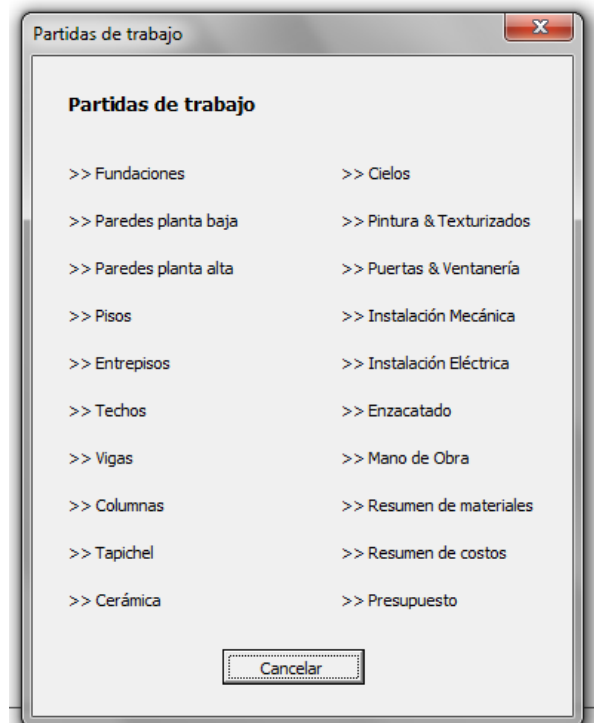 Partidas de trabajo
Partidas de trabajo
>> Fundaciones
>> Paredes planta baja
>> Paredes planta alta
>> Pisos
>> Entrepisos
>> Techos
>> Vigas
>> Columnas
>> Tapichel
>> Cerámica
>> Cielos
>> Pintura & Texturizados
>> Puertas & Ventanería
>> Instalación Mecánica
>> Instalación Eléctrica
>> Enzacatado
>> Mano de Obra
>> Resumen de materiales
>> Resumen de costos
>> Presupuesto
Cancelar